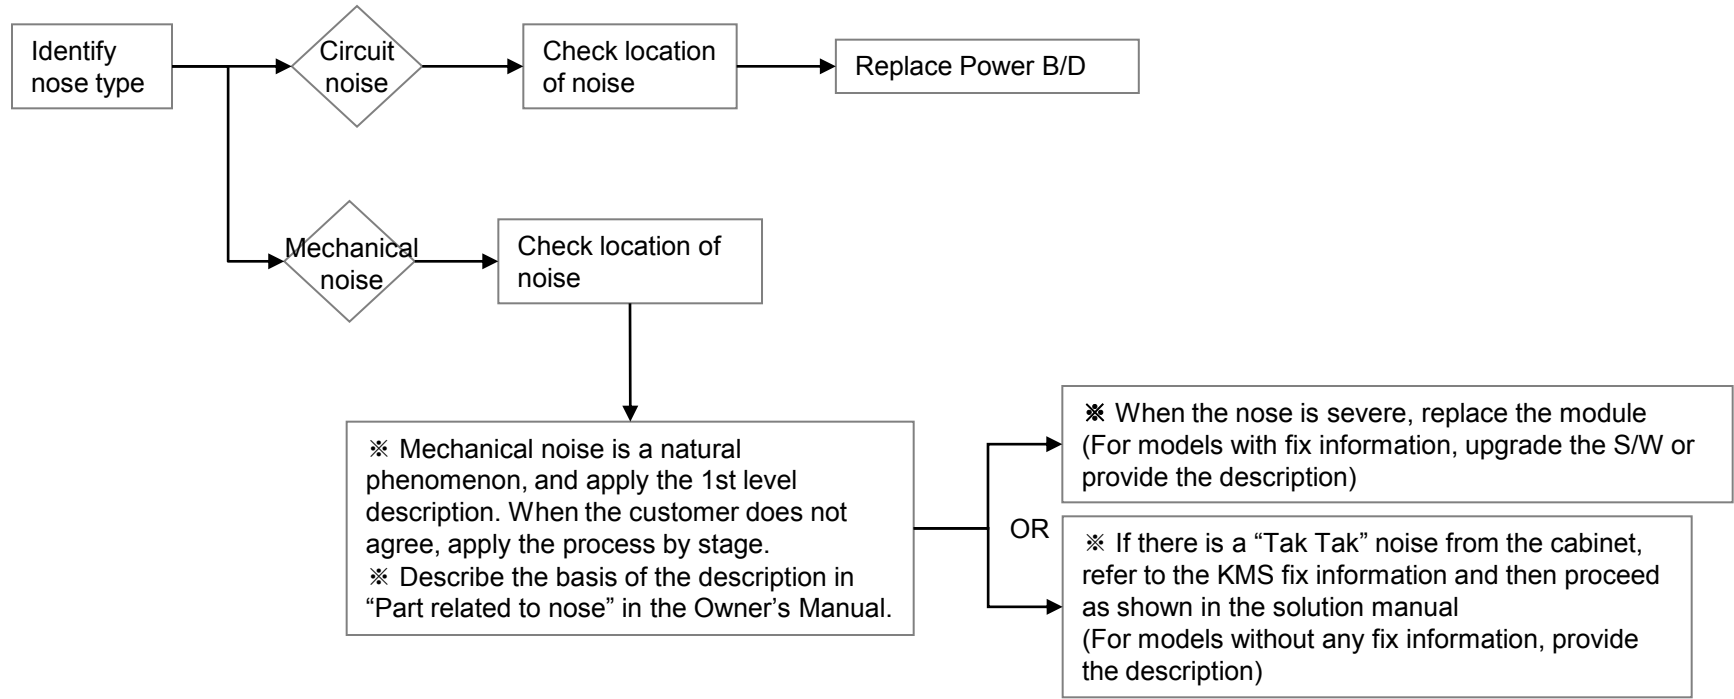 Identify
nose type
Circuit
noise
Check location
of noise
Replace Power B/D
Mechanical
noise
Check location of
noise
※ Mechanical noise is a natural
phenomenon, and apply the 1st level
description. When the customer does not
agree, apply the process by stage.
※ Describe the basis of the description in
“Part related to nose” in the Owner’s Manual.
OR
※ When the nose is severe, replace the module
(For models with fix information, upgrade the S/W or
provide the description)
※ If there is a “Tak Tak” noise from the cabinet,
refer to the KMS fix information and then proceed
as shown in the solution manual
(For models without any fix information, provide
the description)